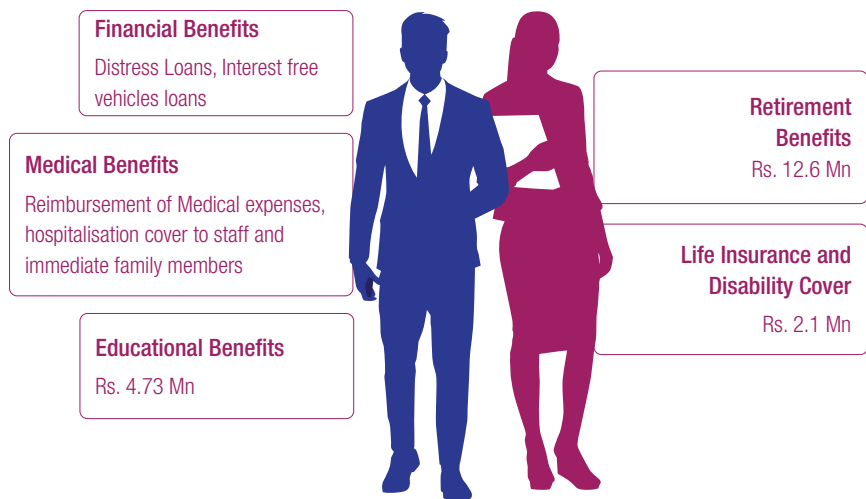 Financial Benefits
Distress Loans, Interest free
vehicles loans
Medical Benefits
Reimbursement of Medical expenses,
hospitalisation cover to staff and
immediate family members
Educational Benefits
Rs. 4.73 Mn
Retirement
Benefits
Rs. 12.6 Mn
Life Insurance and
Disability Cover
Rs. 2.1 Mn